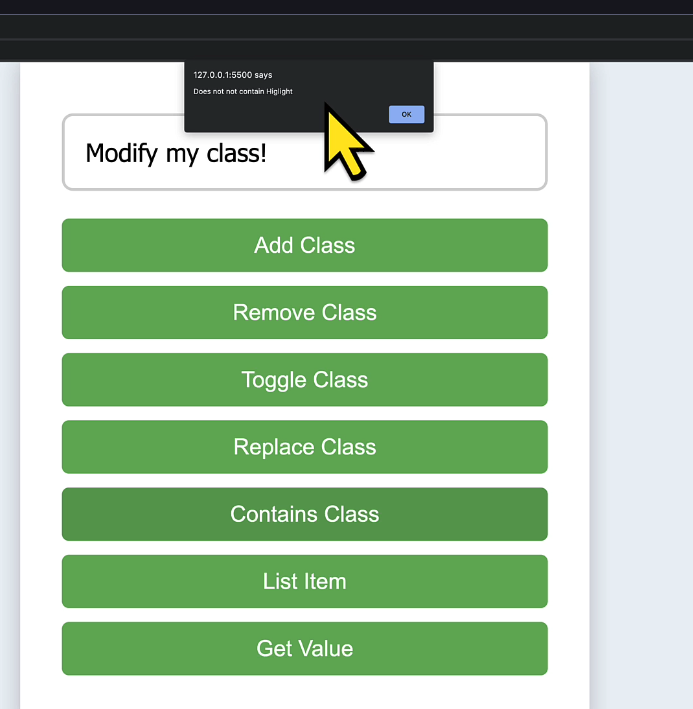 127.0.0.1:5500 says
Does not not contain Higlight
OK
Modify my class!
Add Class
Remove Class
Toggle Class
Replace Class
Contains Class
List Item
Get Value